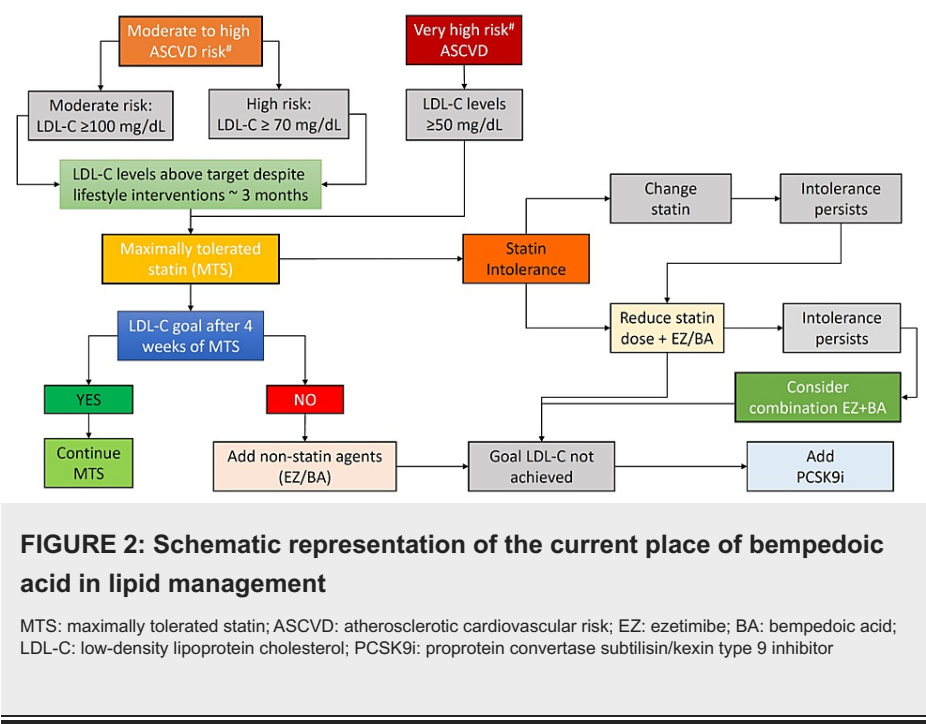 Moderate to high
ASCVD risk#
Very high risk#
ASCVD
Moderate risk:
LDL-C ≥100 mg/dL
High risk:
LDL-C ≥ 70 mg/dL
LDL-C levels
≥50 mg/dL
LDL-C levels above target despite
lifestyle interventions ~ 3 months
Change
statin
Intolerance
persists
Maximally tolerated
statin (MTS)
Statin
Intolerance
LDL-C goal after 4
weeks of MTS
Reduce statin
dose + EZ/BA
Intolerance
persists
YES
NO
Consider
combination EZ+BA
Continue
MTS
Add non-statin agents
(EZ/BA)
Goal LDL-C not
achieved
Add
PCSK9i
FIGURE 2: Schematic representation of the current place of bempedoic
acid in lipid management
MTS: maximally tolerated statin; ASCVD: atherosclerotic cardiovascular risk; EZ: ezetimibe; BA: bempedoic acid;
LDL-C: low-density lipoprotein cholesterol; PCSK9i: proprotein convertase subtilisin/kexin type 9 inhibitor